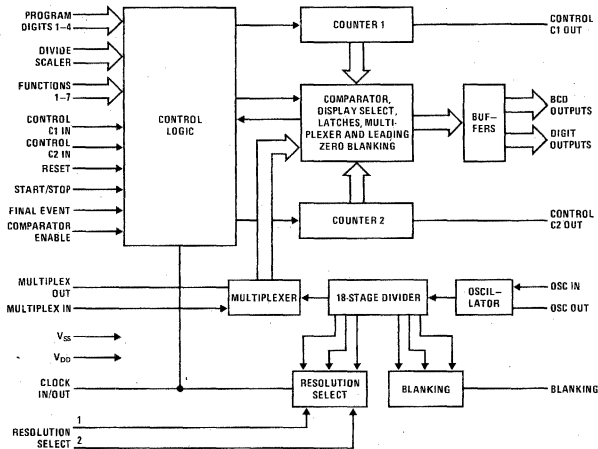 PROGRAM
DIGITS 1–4
DIVIDE
SCALER
FUNCTIONS
1–7
CONTROL
C1 IN
CONTROL
C2 IN
RESET
START/STOP
FINAL EVENT
COMPARATOR
ENABLE
CONTROL
LOGIC
COUNTER 1
CONTROL
C1 OUT
COMPARATOR,
DISPLAY SELECT,
LATCHES, MULTI-
PLEXER AND LEADING
ZERO BLANKING
BUF–
FERS
BCD
OUTPUTS
DIGIT
OUTPUTS
COUNTER 2
CONTROL
C2 OUT
MULTIPLEX
OUT
MULTIPLEX IN
MULTIPLEXER
18-STAGE DIVIDER
OSCIL–
LATOR
OSC IN
OSC OUT
VSS
VDD
CLOCK
IN/OUT
RESOLUTION
SELECT
BLANKING
BLANKING
RESOLUTION
SELECT
1
2